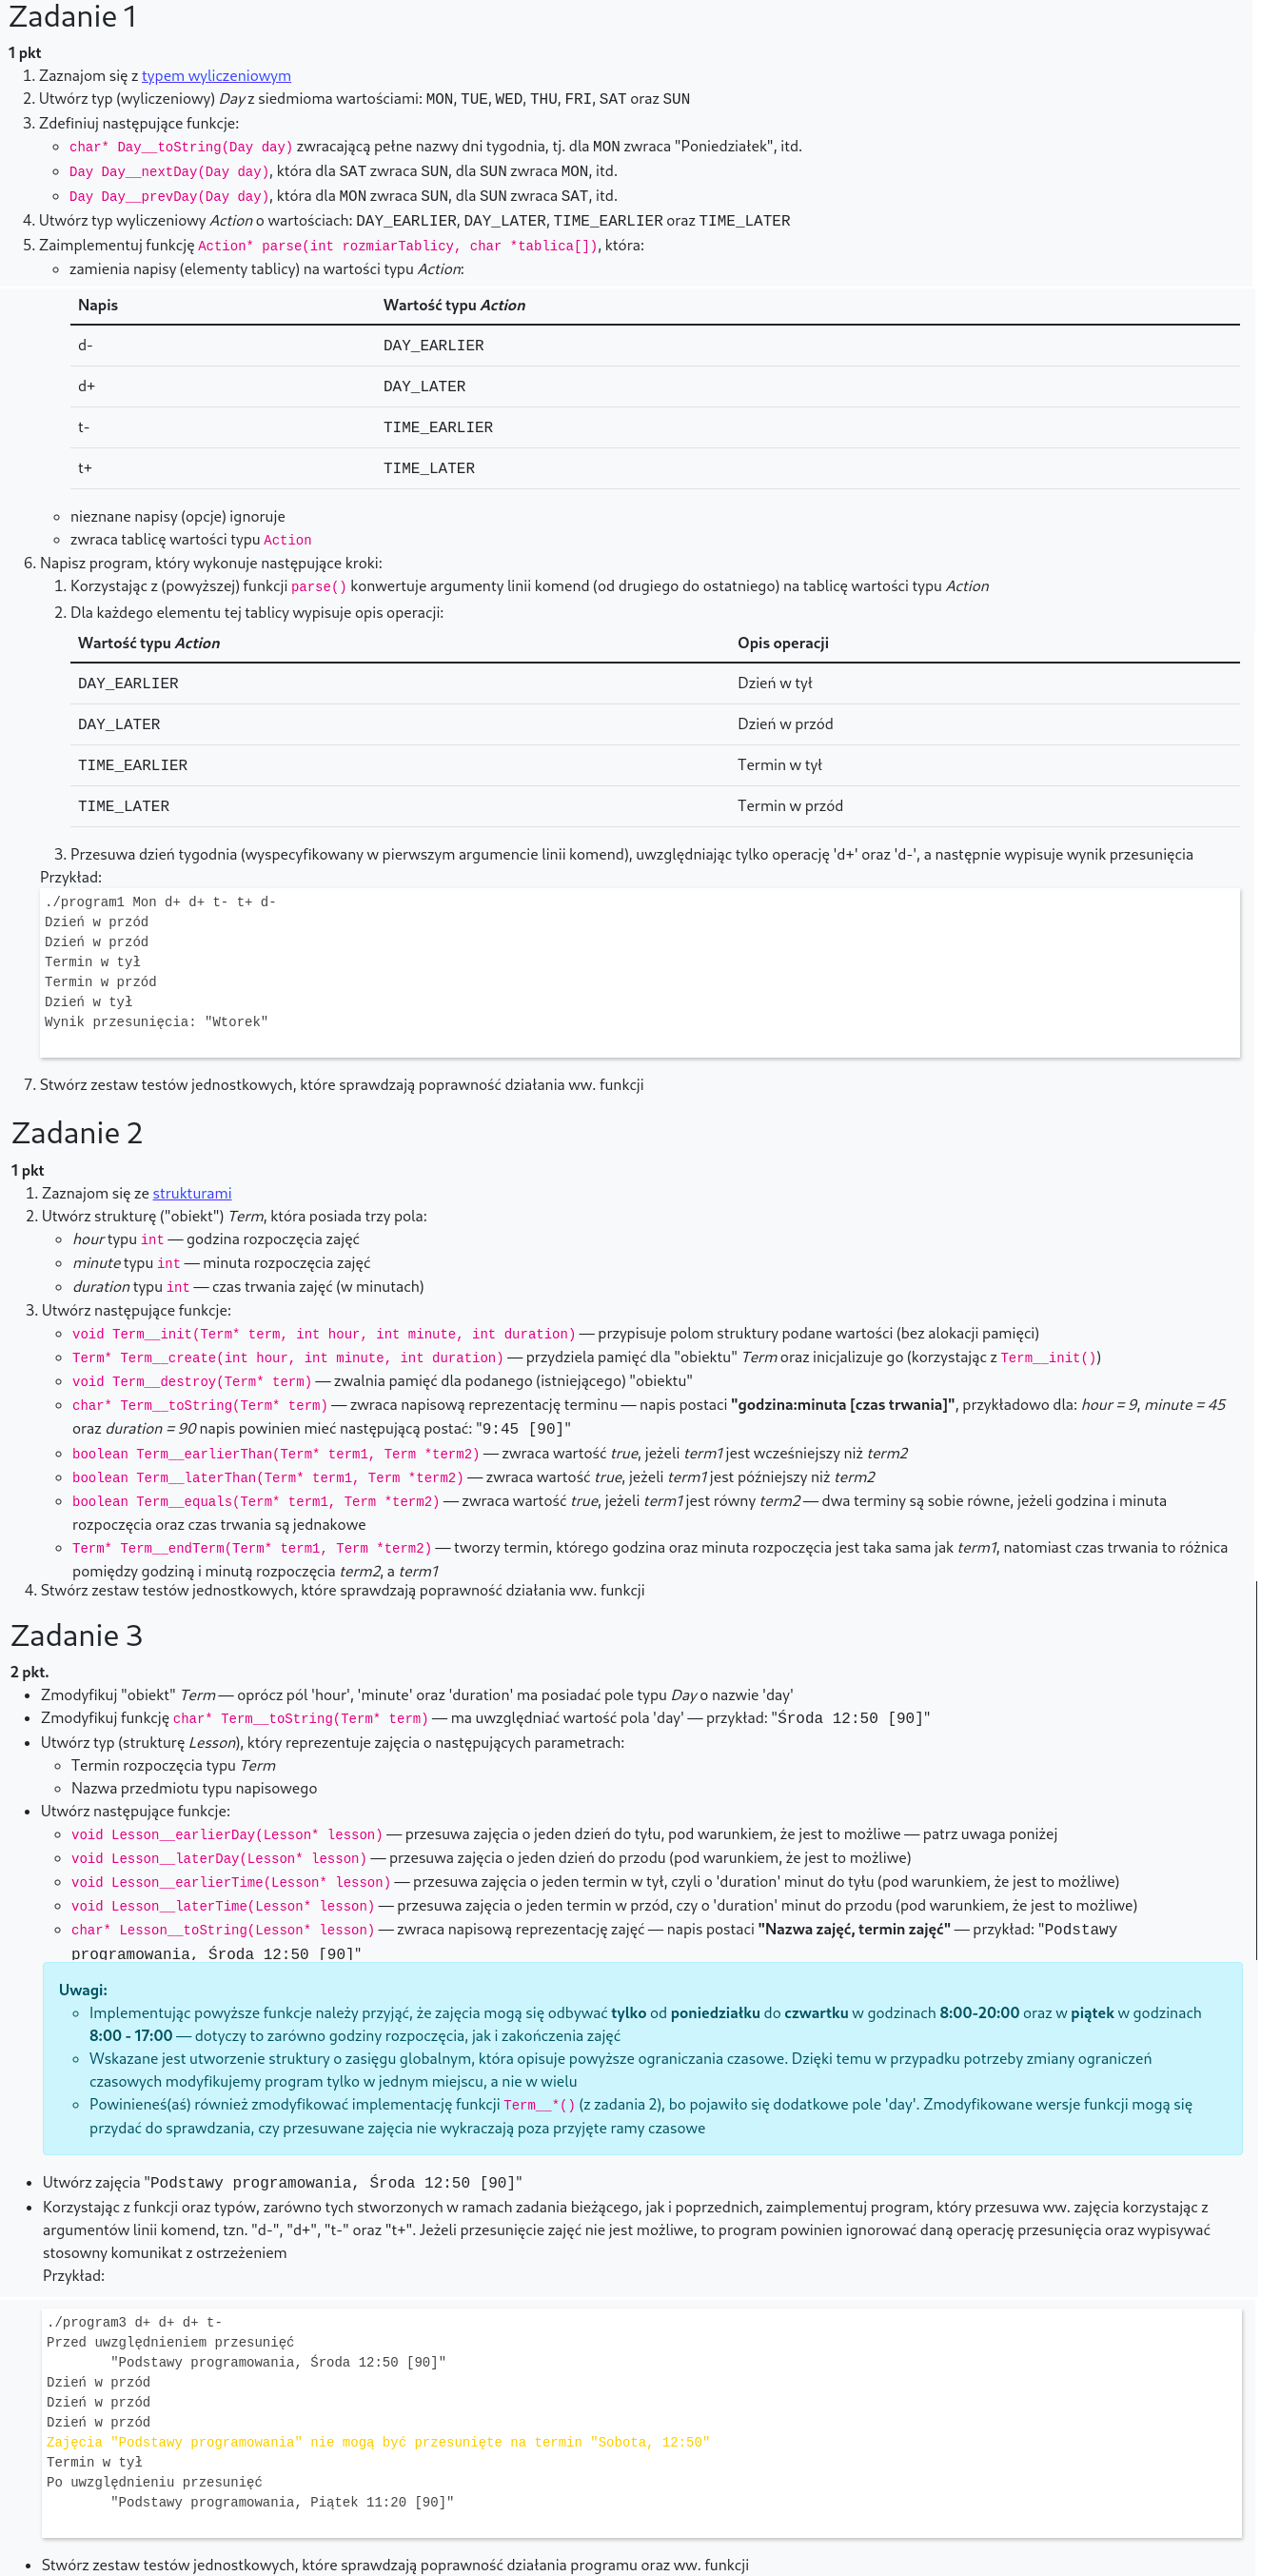 Zadanie 1
1 pkt
1. Zaznajom się z typem wyliczeniowym
2. Utwórz typ (wyliczeniowy) Day z siedmioma wartościami: MON, TUE, WED, THU, FRI, SAT oraz SUN
3. Zdefiniuj następujące funkcje:
◦ char* Day__toString(Day day) zwracającą pełne nazwy dni tygodnia, tj. dla MON zwraca "Poniedziałek", itd.
◦ Day Day__nextDay(Day day), która dla SAT zwraca SUN, dla SUN zwraca MON, itd.
◦ Day Day__prevDay(Day day), która dla MON zwraca SUN, dla SUN zwraca SAT, itd.
4. Utwórz typ wyliczeniowy Action o wartościach: DAY_EARLIER, DAY_LATER, TIME_EARLIER oraz TIME_LATER
5. Zaimplementuj funkcję Action* parse(int rozmiarTablicy, char *tablica[]), która:
◦ zamienia napisy (elementy tablicy) na wartości typu Action:
Napis Wartość typu Action
d- DAY_EARLIER
d+ DAY_LATER
t- TIME_EARLIER
t+ TIME_LATER
◦ nieznane napisy (opcje) ignoruje
◦ zwraca tablicę wartości typu Action
6. Napisz program, który wykonuje następujące kroki:
1. Korzystając z (powyższej) funkcji parse() konwertuje argumenty linii komend (od drugiego do ostatniego) na tablicę wartości typu Action
2. Dla każdego elementu tej tablicy wypisuje opis operacji:
Wartość typu Action Opis operacji
DAY_EARLIER Dzień w tył
DAY_LATER Dzień w przód
TIME_EARLIER Termin w tył
TIME_LATER Termin w przód
3. Przesuwa dzień tygodnia (wyspecyfikowany w pierwszym argumencie linii komend), uwzględniając tylko operację 'd+' oraz 'd-', a następnie wypisuje wynik przesunięcia
Przykład:
./program1 Mon d+ d+ t- t+ d-
Dzień w przód
Dzień w przód
Termin w tył
Termin w przód
Dzień w tył
Wynik przesunięcia: "Wtorek"
7. Stwórz zestaw testów jednostkowych, które sprawdzają poprawność działania ww. funkcji
Zadanie 2
1 pkt
1. Zaznajom się ze strukturami
2. Utwórz strukturę ("obiekt") Term, która posiada trzy pola:
◦ hour typu int — godzina rozpoczęcia zajęć
◦ minute typu int — minuta rozpoczęcia zajęć
◦ duration typu int — czas trwania zajęć (w minutach)
3. Utwórz następujące funkcje:
◦ void Term__init(Term* term, int hour, int minute, int duration) — przypisuje polom struktury podane wartości (bez alokacji pamięci)
◦ Term* Term__create(int hour, int minute, int duration) — przydziela pamięć dla "obiektu" Term oraz inicjalizuje go (korzystając z Term__init())
◦ void Term__destroy(Term* term) — zwalnia pamięć dla podanego (istniejącego) "obiektu"
◦ char* Term__toString(Term* term) — zwraca napisową reprezentację terminu — napis postaci "godzina:minuta [czas trwania]", przykładowo dla: hour = 9, minute = 45
oraz duration = 90 napis powinien mieć następującą postać: "9:45 [90]"
◦ boolean Term__earlierThan(Term* term1, Term *term2) — zwraca wartość true, jeżeli term1 jest wcześniejszy niż term2
◦ boolean Term__laterThan(Term* term1, Term *term2) — zwraca wartość true, jeżeli term1 jest późniejszy niż term2
◦ boolean Term__equals(Term* term1, Term *term2) — zwraca wartość true, jeżeli term1 jest równy term2 — dwa terminy są sobie równe, jeżeli godzina i minuta
rozpoczęcia oraz czas trwania są jednakowe
◦ Term* Term__endTerm(Term* term1, Term *term2) — tworzy termin, którego godzina oraz minuta rozpoczęcia jest taka sama jak term1, natomiast czas trwania to różnica
pomiędzy godziną i minutą rozpoczęcia term2, a term1
4. Stwórz zestaw testów jednostkowych, które sprawdzają poprawność działania ww. funkcji
Zadanie 3
2 pkt.
• Zmodyfikuj "obiekt" Term — oprócz pól 'hour', 'minute' oraz 'duration' ma posiadać pole typu Day o nazwie 'day'
• Zmodyfikuj funkcję char* Term__toString(Term* term) — ma uwzględniać wartość pola 'day' — przykład: "Środa 12:50 [90]"
• Utwórz typ (strukturę Lesson), który reprezentuje zajęcia o następujących parametrach:
◦ Termin rozpoczęcia typu Term
◦ Nazwa przedmiotu typu napisowego
• Utwórz następujące funkcje:
◦ void Lesson__earlierDay(Lesson* lesson) — przesuwa zajęcia o jeden dzień do tyłu, pod warunkiem, że jest to możliwe — patrz uwaga poniżej
◦ void Lesson__laterDay(Lesson* lesson) — przesuwa zajęcia o jeden dzień do przodu (pod warunkiem, że jest to możliwe)
◦ void Lesson__earlierTime(Lesson* lesson) — przesuwa zajęcia o jeden termin w tył, czyli o 'duration' minut do tyłu (pod warunkiem, że jest to możliwe)
◦ void Lesson__laterTime(Lesson* lesson) — przesuwa zajęcia o jeden termin w przód, czy o 'duration' minut do przodu (pod warunkiem, że jest to możliwe)
◦ char* Lesson__toString(Lesson* lesson) — zwraca napisową reprezentację zajęć — napis postaci "Nazwa zajęć, termin zajęć" — przykład: "Podstawy
programowania, Środa 12:50 [90]"
Uwagi:
◦ Implementując powyższe funkcje należy przyjąć, że zajęcia mogą się odbywać tylko od poniedziałku do czwartku w godzinach 8:00-20:00 oraz w piątek w godzinach
8:00 - 17:00 — dotyczy to zarówno godziny rozpoczęcia, jak i zakończenia zajęć
◦ Wskazane jest utworzenie struktury o zasięgu globalnym, która opisuje powyższe ograniczania czasowe. Dzięki temu w przypadku potrzeby zmiany ograniczeń
czasowych modyfikujemy program tylko w jednym miejscu, a nie w wielu
◦ Powinieneś(aś) również zmodyfikować implementację funkcji Term__*() (z zadania 2), bo pojawiło się dodatkowe pole 'day'. Zmodyfikowane wersje funkcji mogą się
przydać do sprawdzania, czy przesuwane zajęcia nie wykraczają poza przyjęte ramy czasowe
• Utwórz zajęcia "Podstawy programowania, Środa 12:50 [90]"
• Korzystając z funkcji oraz typów, zarówno tych stworzonych w ramach zadania bieżącego, jak i poprzednich, zaimplementuj program, który przesuwa ww. zajęcia korzystając z
argumentów linii komend, tzn. "d-", "d+", "t-" oraz "t+". Jeżeli przesunięcie zajęć nie jest możliwe, to program powinien ignorować daną operację przesunięcia oraz wypisywać
stosowny komunikat z ostrzeżeniem
Przykład:
./program3 d+ d+ d+ t-
Przed uwzględnieniem przesunięć
"Podstawy programowania, Środa 12:50 [90]"
Dzień w przód
Dzień w przód
Dzień w przód
Zajęcia "Podstawy programowania" nie mogą być przesunięte na termin "Sobota, 12:50"
Termin w tył
Po uwzględnieniu przesunięć
"Podstawy programowania, Piątek 11:20 [90]"
• Stwórz zestaw testów jednostkowych, które sprawdzają poprawność działania programu oraz ww. funkcji